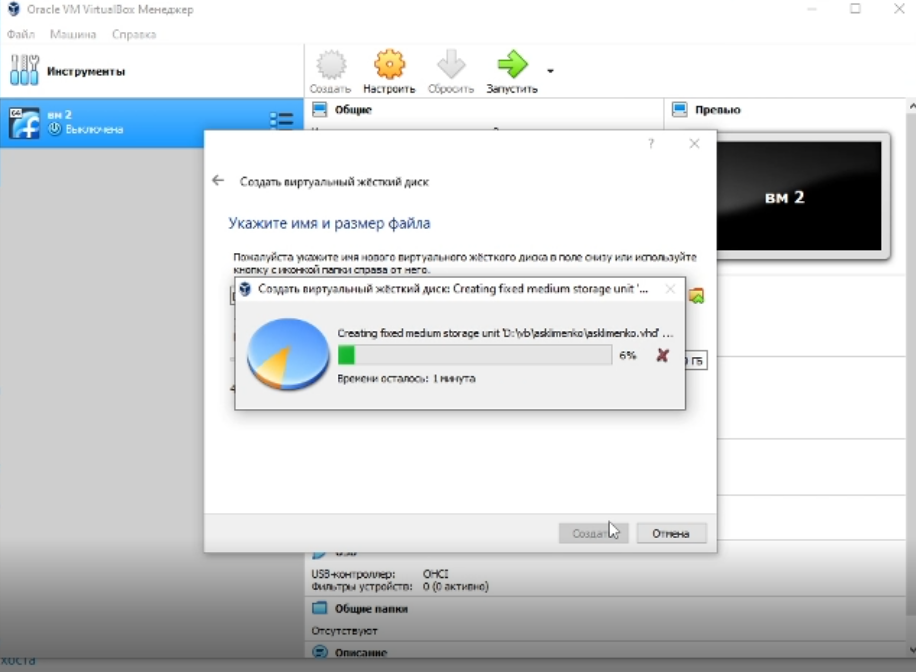 Oracle VM VirtualBox Менеджер
Файл Машина Справка
Инструменты
Создать Настроить Сбросить Запустить
64
вм 2
Выключена
Общие
Превью
вм 2
?
Создать виртуальный жёсткий диск
Укажите имя и размер файла
Пожалуйста укажите имя нового виртуального жёсткого диска в поле снизу или используйте
кнопку с иконкой папки справа от него.
Создать виртуальный жёсткий диск: Creating fixed medium storage unit '...
Creating fixed medium storage unit 'D:\vb\asklimenko\asklimenko.vhd' ...
6%
ГБ
Времени осталось: 1 минута
Создать
Отмена
USB
USB-контроллер: OHCI
Фильтры устройств: 0 (0 активно)
Общие папки
Отсутствуют
Описание
хоста